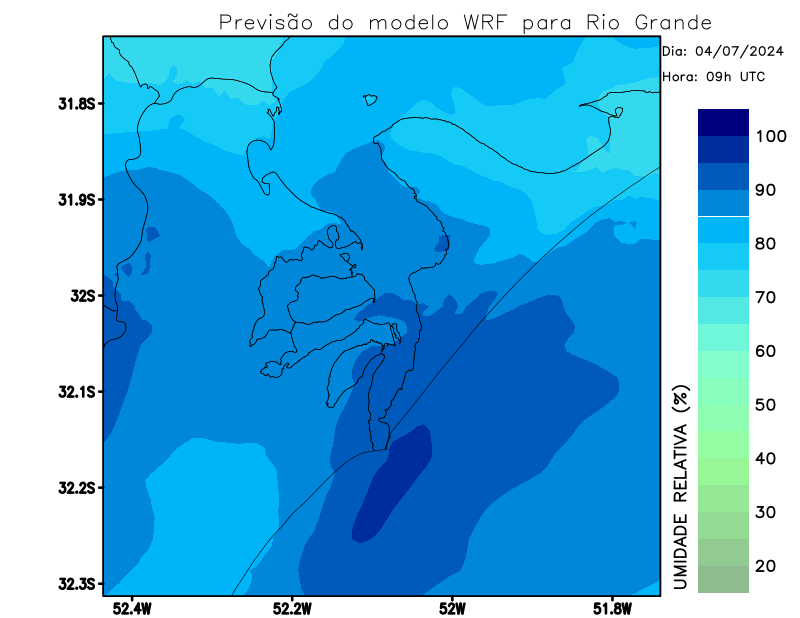 Previsão do modelo WRF para Rio Grande
Dia: 04/07/2024
Hora: 09h UTC
31.8S
31.9S
32S
32.1S
32.2S
32.3S
52.4W
52.2W
52W
51.8W
UMIDADE RELATIVA (%)
100
90
80
70
60
50
40
30
20